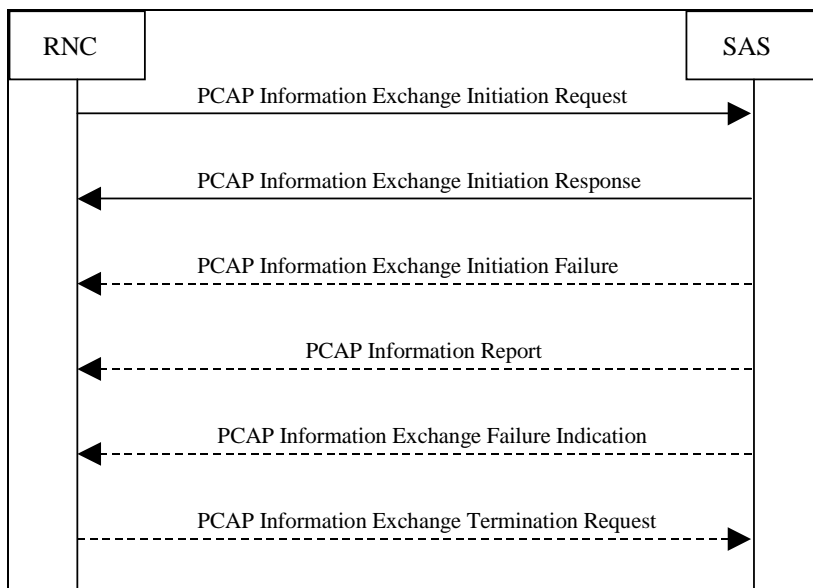 RNC
SAS
PCAP Information Exchange Initiation Request
PCAP Information Exchange Initiation Response
PCAP Information Exchange Initiation Failure
PCAP Information Report
PCAP Information Exchange Failure Indication
PCAP Information Exchange Termination Request